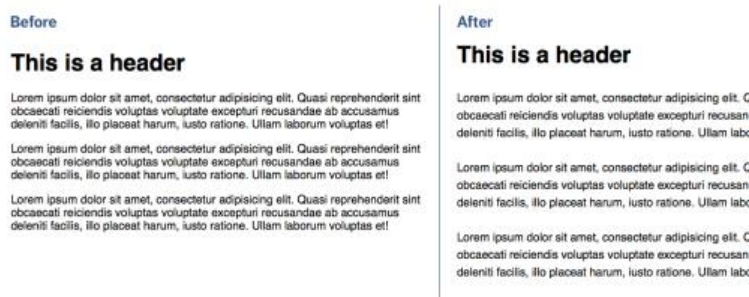 Before
This is a header
Lorem ipsum dolor sit amet, consectetur adipisicing elit. Quasi reprehenderit sint
obcaecati reiciendis voluptas voluptate excepturi recusandae ab accusamus
deleniti facilis, illo placeat harum, iusto ratione. Ullam laborum voluptas et!
Lorem ipsum dolor sit amet, consectetur adipisicing elit. Quasi reprehenderit sint
obcaecati reiciendis voluptas voluptate excepturi recusandae ab accusamus
deleniti facilis, illo placeat harum, iusto ratione. Ullam laborum voluptas et!
Lorem ipsum dolor sit amet, consectetur adipisicing elit. Quasi reprehenderit sint
obcaecati reiciendis voluptas voluptate excepturi recusandae ab accusamus
deleniti facilis, illo placeat harum, iusto ratione. Ullam laborum voluptas et!
After
This is a header
Lorem ipsum dolor sit amet, consectetur adipisicing elit.
obcaecati reiciendis voluptas voluptate excepturi
deleniti facilis, illo placeat harum, iusto ratione. Ullam
Lorem ipsum dolor sit amet, consectetur adipisicing elit.
obcaecati reiciendis voluptas voluptate excepturi
deleniti facilis, illo placeat harum, iusto ratione. Ullam
Lorem ipsum dolor sit amet, consectetur adipisicing elit.
obcaecati reiciendis voluptas voluptate excepturi
deleniti facilis, illo placeat harum, iusto ratione. Ullam